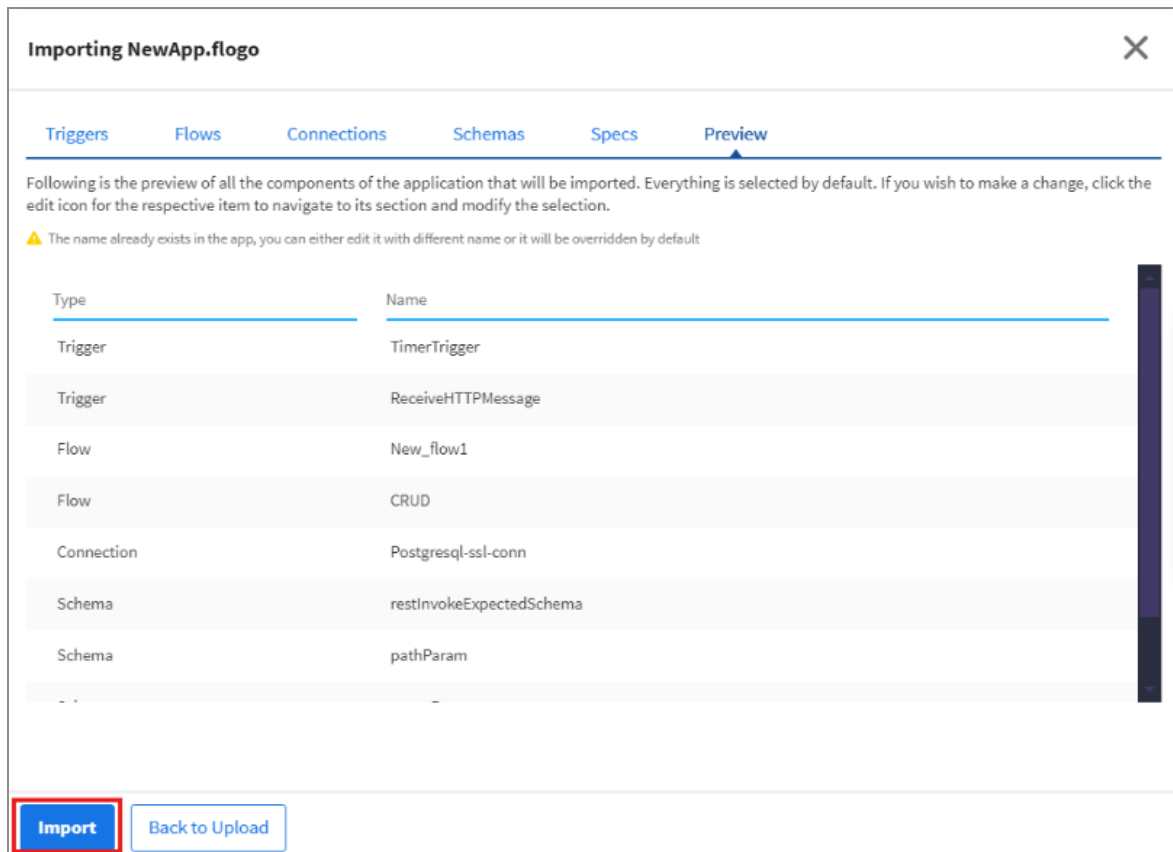 Importing NewApp.flogo
Triggers Flows Connections Schemas Specs Preview
Following is the preview of all the components of the application that will be imported. Everything is selected by default. If you wish to make a change, click the
edit icon for the respective item to navigate to its section and modify the selection.
The name already exists in the app, you can either edit it with different name or it will be overridden by default
Type Name
Trigger TimerTrigger
Trigger ReceiveHTTPMessage
Flow New_flow1
Flow CRUD
Connection Postgresql-ssl-conn
Schema restInvokeExpectedSchema
Schema pathParam
Import Back to Upload